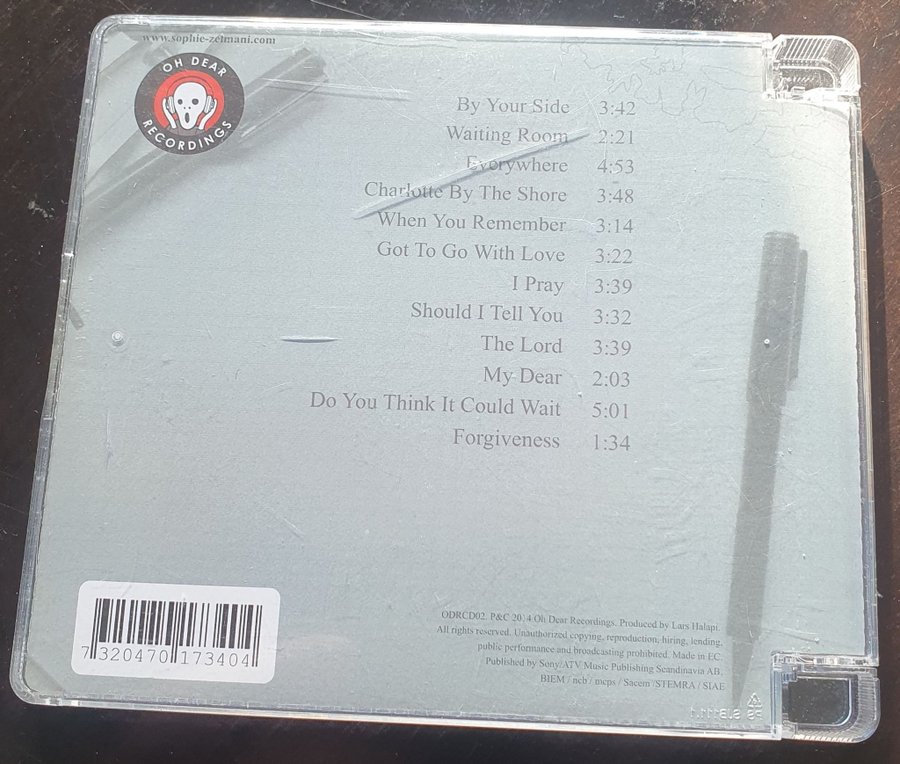 www.sophie-zelmani.com
OH DEAR
RECORDINGS
By Your Side 3:42
Waiting Room 2:21
Everywhere 4:53
Charlotte By The Shore 3:48
When You Remember 3:14
Got To Go With Love 3:22
I Pray 3:39
Should I Tell You 3:32
The Lord 3:39
My Dear 2:03
Do You Think It Could Wait 5:01
Forgiveness 1:34
7 320470 173404
ODRCD02. P&C 2014 Oh Dear Recordings. Produced by Lars Halapi.
All rights reserved. Unauthorized copying, reproduction, hiring, lending,
public performance and broadcasting prohibited. Made in EC.
Published by Sony/ATV Music Publishing Scandinavia AB,
BIEM / ncb / mcps / Sacem /STEMRA / SIAE